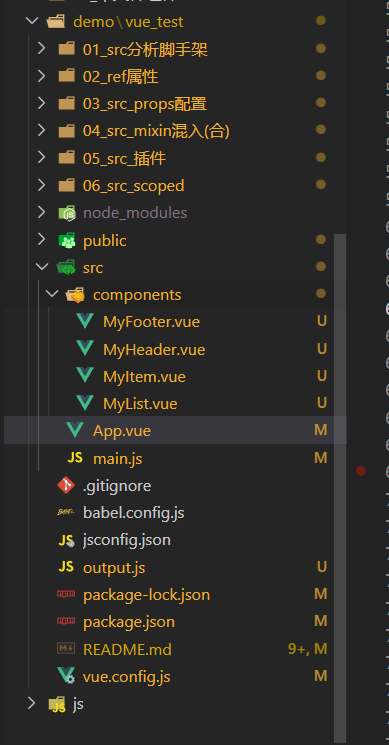 demo\vue_test
01_src分析脚手架
02_ref属性
03_src_props配置
04_src_mixin混入(合)
05_src_插件
06_src_scoped
node_modules
public
src
components
MyFooter.vue U
MyHeader.vue U
MyItem.vue U
MyList.vue U
App.vue M
JS main.js M
.gitignore
BABEL babel.config.js
JS jsconfig.json
JS output.js U
package-lock.json M
package.json M
README.md 9+, M
vue.config.js M
JS js